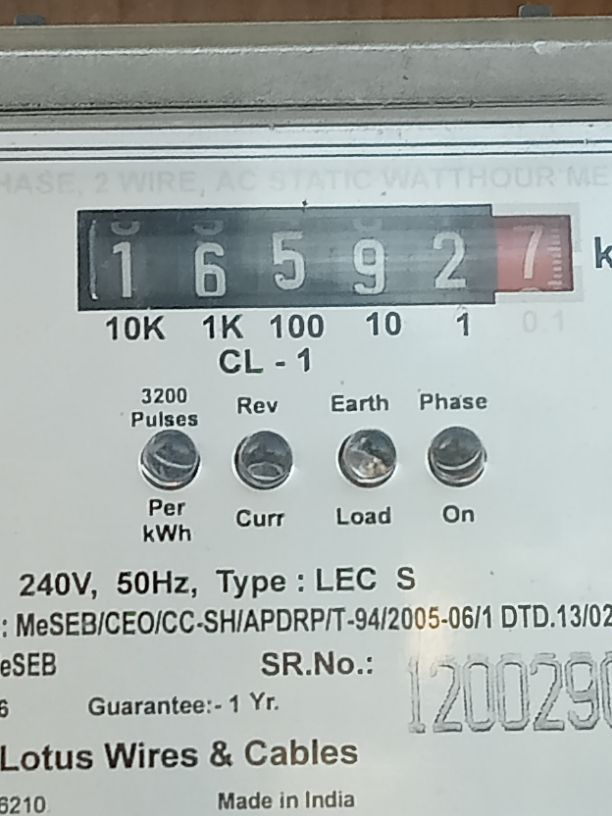 HASE, 2 WIRE, AC STATIC WATTHOUR ME
1 6 5 9 2 7 k
10K 1K 100 10 1 0.1
CL - 1
3200 Pulses Rev Earth Phase
Per kWh Curr Load On
240V, 50Hz, Type : LEC S
: MeSEB/CEO/CC-SH/APDRP/T-94/2005-06/1 DTD.13/02
eSEB SR.No.: 1200290
6 Guarantee:- 1 Yr.
Lotus Wires & Cables
6210 Made in India